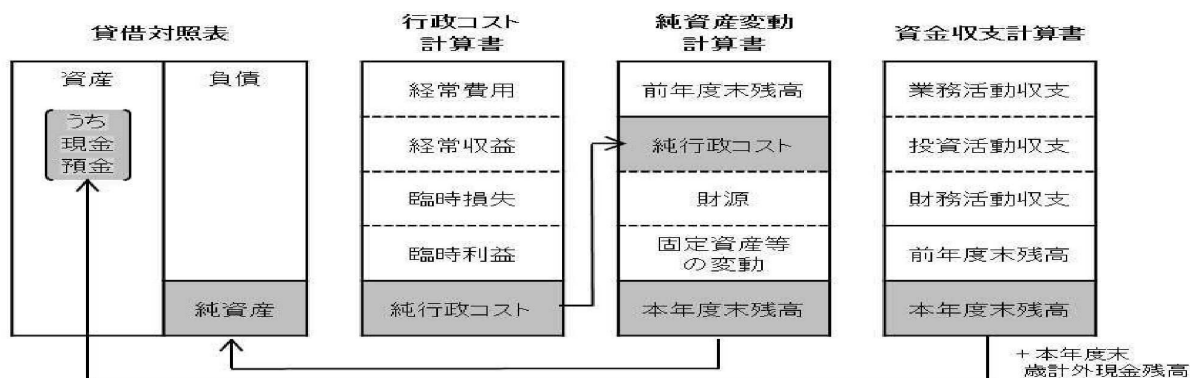 貸借対照表
資産
負債
うち
現金
預金
純資産
行政コスト
計算書
経常費用
経常収益
臨時損失
臨時利益
純行政コスト
純資産変動
計算書
前年度末残高
純行政コスト
財源
固定資産等
の変動
本年度末残高
資金収支計算書
業務活動収支
投資活動収支
財務活動収支
前年度末残高
本年度末残高
+本年度末
歳計外現金残高